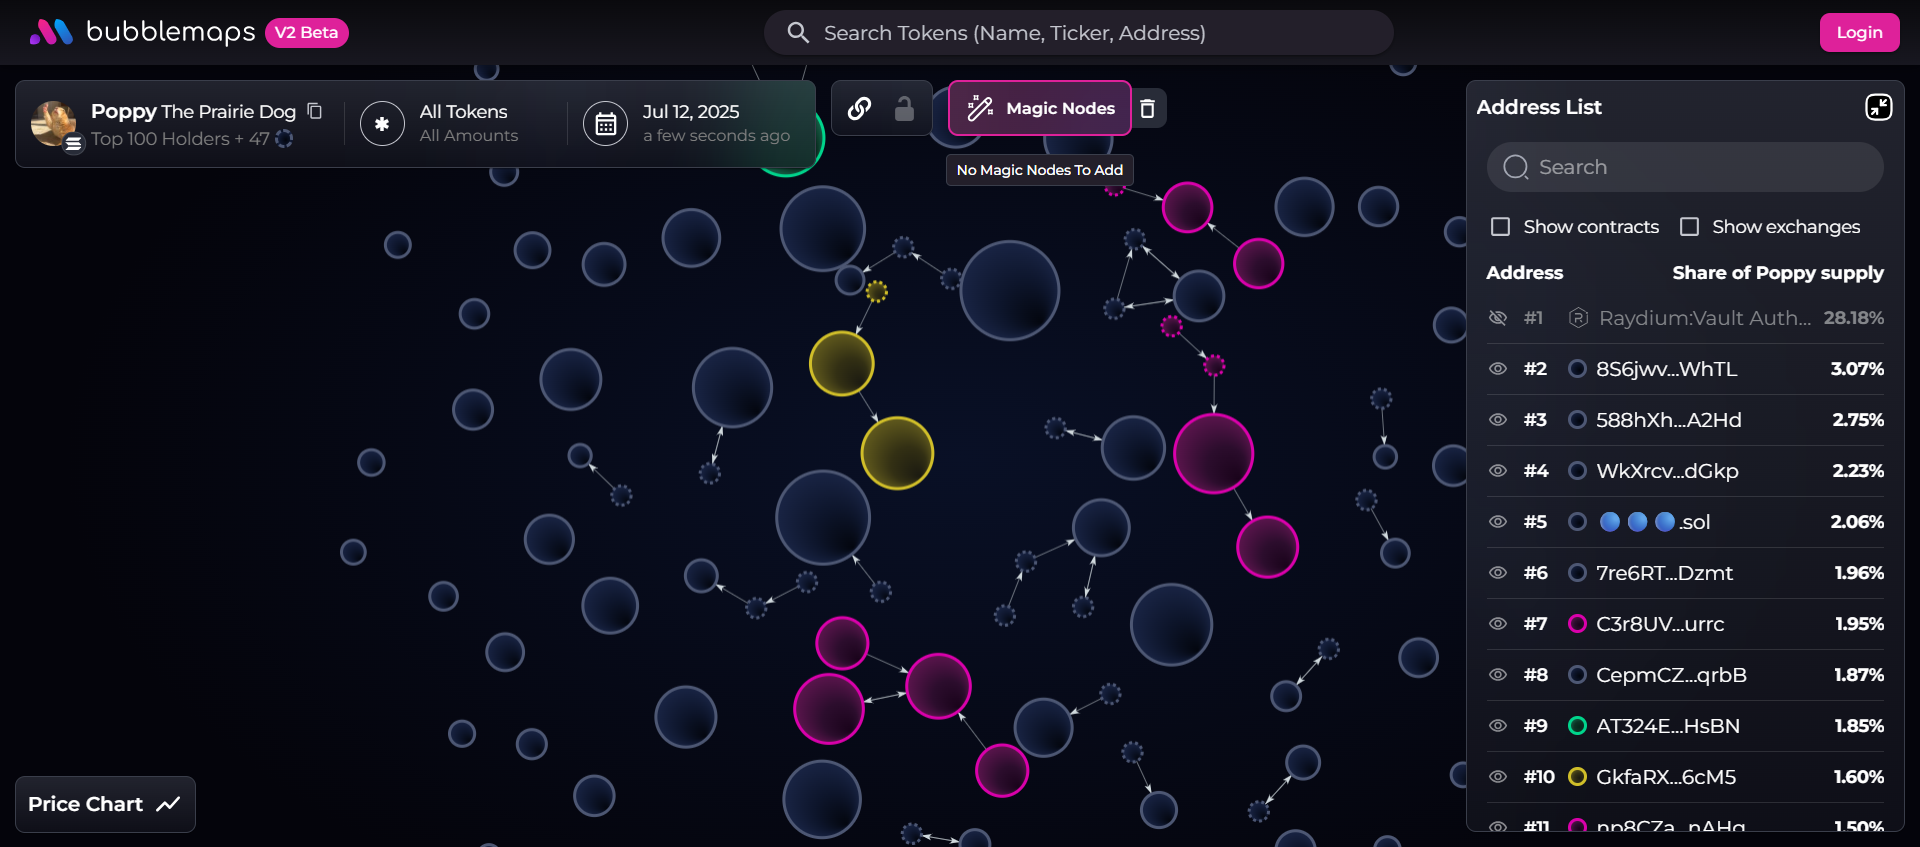 bubblemaps V2 Beta
Search Tokens (Name, Ticker, Address)
Login
Poppy The Prairie Dog
Top 100 Holders + 47
All Tokens
All Amounts
Jul 12, 2025
a few seconds ago
Magic Nodes
No Magic Nodes To Add
Address List
Search
Show contracts Show exchanges
Address Share of Poppy supply
#1 Raydium:Vault Auth... 28.18%
#2 8S6jwv...WhTL 3.07%
#3 588hXh...A2Hd 2.75%
#4 WkXrcv...dGkp 2.23%
#5 🔵🔵🔵.sol 2.06%
#6 7re6RT...Dzmt 1.96%
#7 C3r8UV...urrc 1.95%
#8 CepmCZ...qrbB 1.87%
#9 AT324E...HsBN 1.85%
#10 GkfaRX...6cM5 1.60%
#11 1.50%
Price Chart